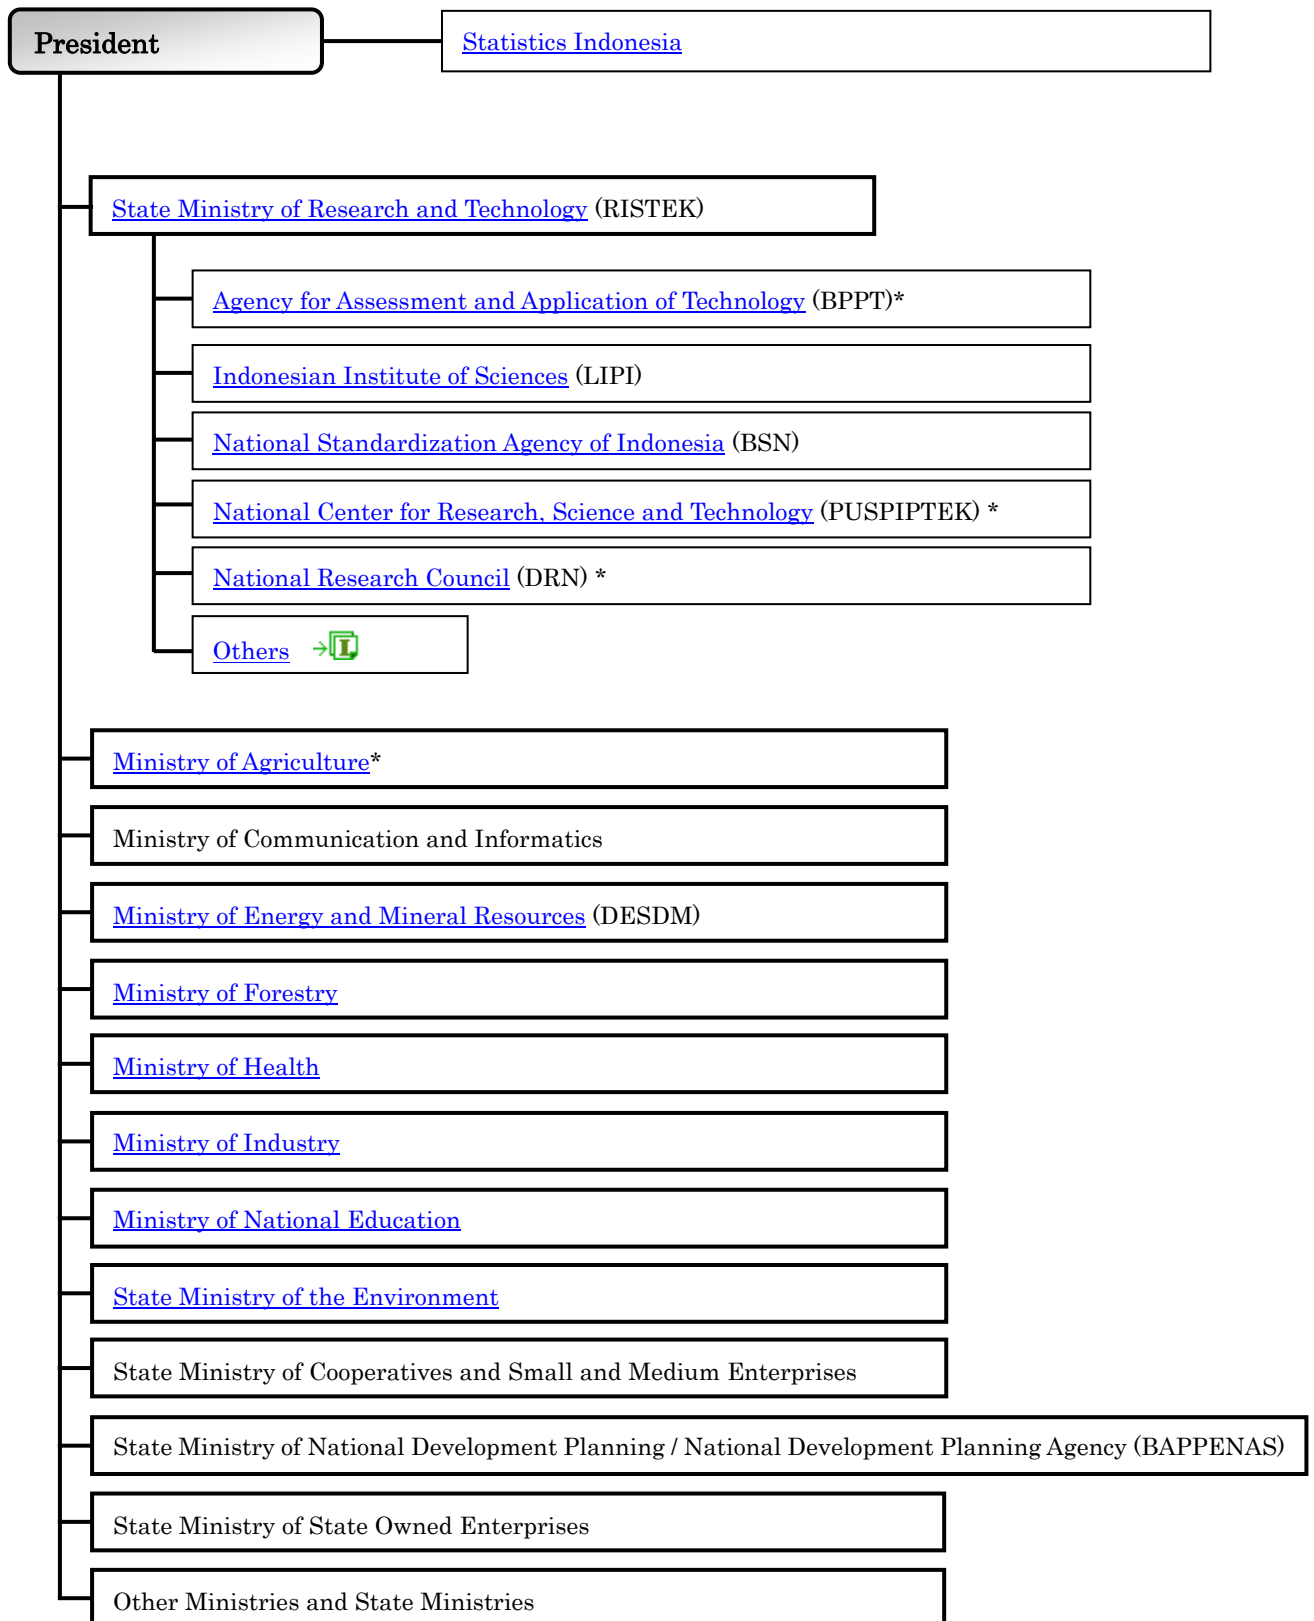 President
Statistics Indonesia
State Ministry of Research and Technology (RISTEK)
Agency for Assessment and Application of Technology (BPPT)*
Indonesian Institute of Sciences (LIPI)
National Standardization Agency of Indonesia (BSN)
National Center for Research, Science and Technology (PUSPIPTEK) *
National Research Council (DRN) *
Others →L
Ministry of Agriculture*
Ministry of Communication and Informatics
Ministry of Energy and Mineral Resources (DESDM)
Ministry of Forestry
Ministry of Health
Ministry of Industry
Ministry of National Education
State Ministry of the Environment
State Ministry of Cooperatives and Small and Medium Enterprises
State Ministry of National Development Planning / National Development Planning Agency (BAPPENAS)
State Ministry of State Owned Enterprises
Other Ministries and State Ministries